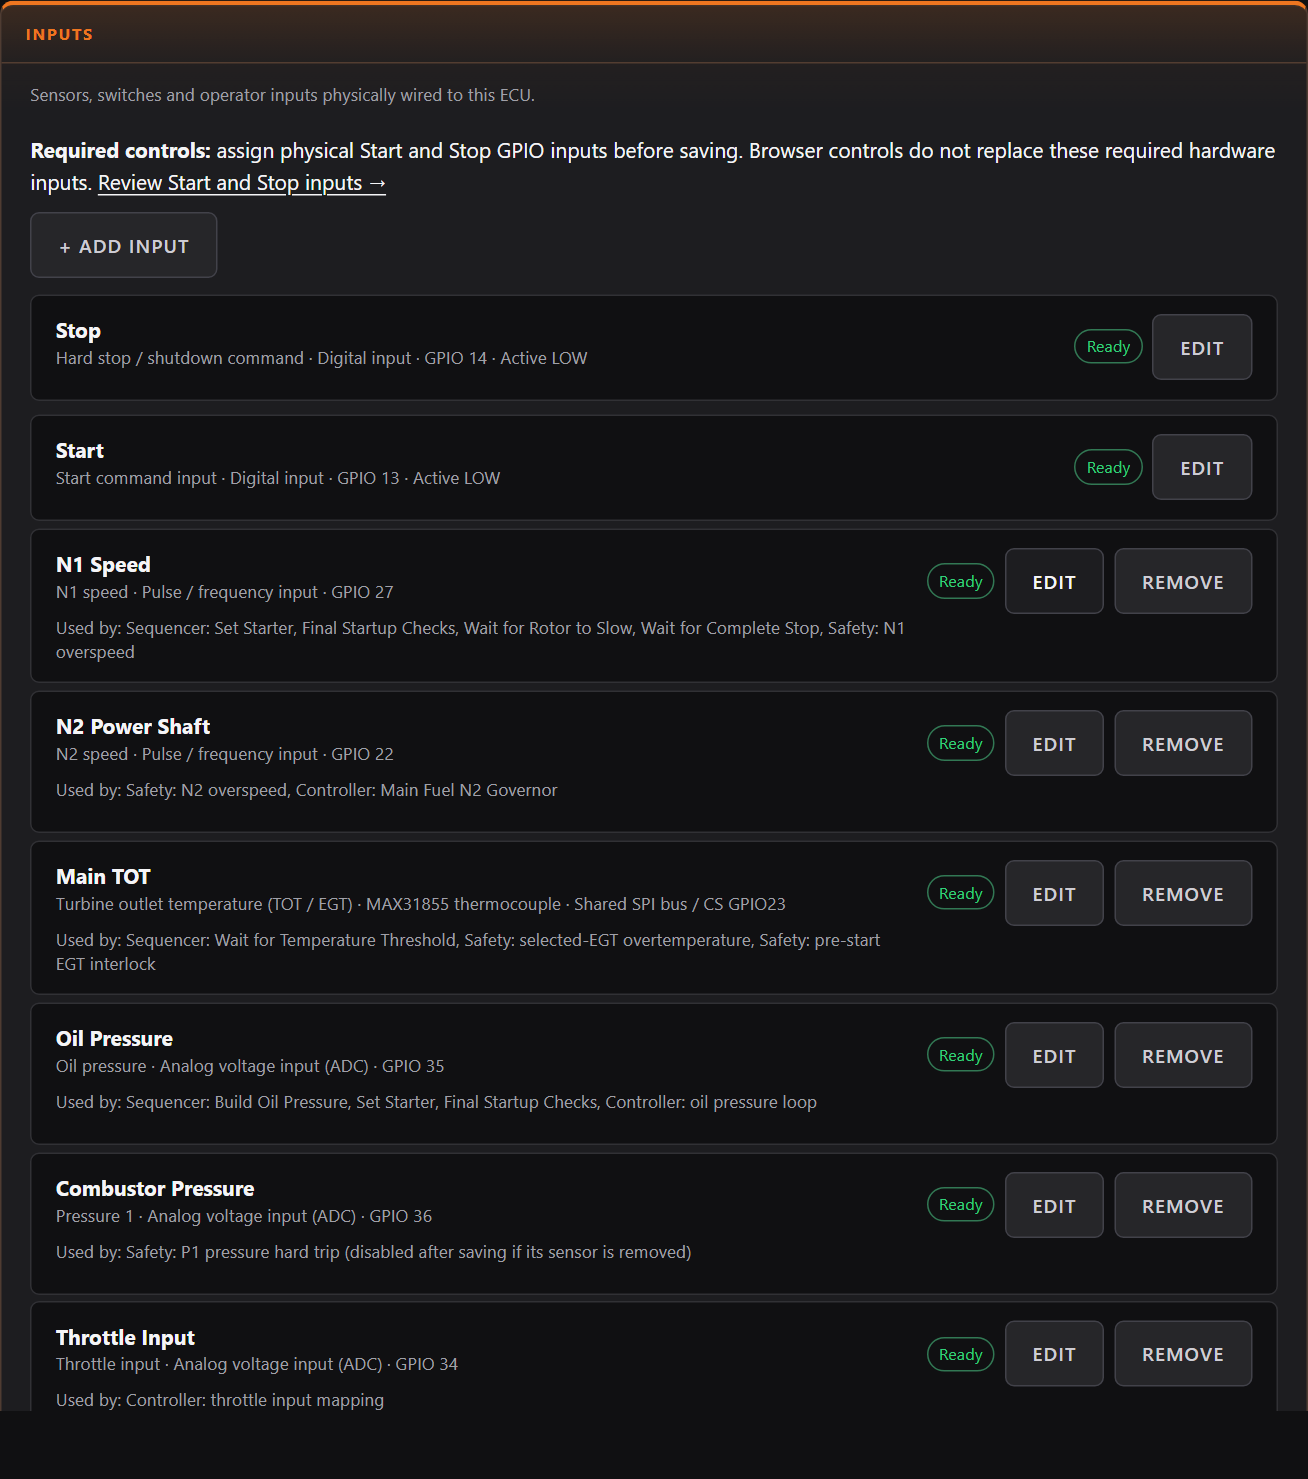 INPUTS
Sensors, switches and operator inputs physically wired to this ECU.
Required controls: assign physical Start and Stop GPIO inputs before saving. Browser controls do not replace these required hardware
inputs. Review Start and Stop inputs →
+ ADD INPUT
Stop
Hard stop / shutdown command · Digital input · GPIO 14 · Active LOW
Ready
EDIT
Start
Start command input · Digital input · GPIO 13 · Active LOW
Ready
EDIT
N1 Speed
N1 speed · Pulse / frequency input · GPIO 27
Used by: Sequencer: Set Starter, Final Startup Checks, Wait for Rotor to Slow, Wait for Complete Stop, Safety: N1
overspeed
Ready
EDIT
REMOVE
N2 Power Shaft
N2 speed · Pulse / frequency input · GPIO 22
Used by: Safety: N2 overspeed, Controller: Main Fuel N2 Governor
Ready
EDIT
REMOVE
Main TOT
Turbine outlet temperature (TOT / EGT) · MAX31855 thermocouple · Shared SPI bus / CS GPIO23
Used by: Sequencer: Wait for Temperature Threshold, Safety: selected-EGT overtemperature, Safety: pre-start
EGT interlock
Ready
EDIT
REMOVE
Oil Pressure
Oil pressure · Analog voltage input (ADC) · GPIO 35
Used by: Sequencer: Build Oil Pressure, Set Starter, Final Startup Checks, Controller: oil pressure loop
Ready
EDIT
REMOVE
Combustor Pressure
Pressure 1 · Analog voltage input (ADC) · GPIO 36
Used by: Safety: P1 pressure hard trip (disabled after saving if its sensor is removed)
Ready
EDIT
REMOVE
Throttle Input
Throttle input · Analog voltage input (ADC) · GPIO 34
Used by: Controller: throttle input mapping
Ready
EDIT
REMOVE